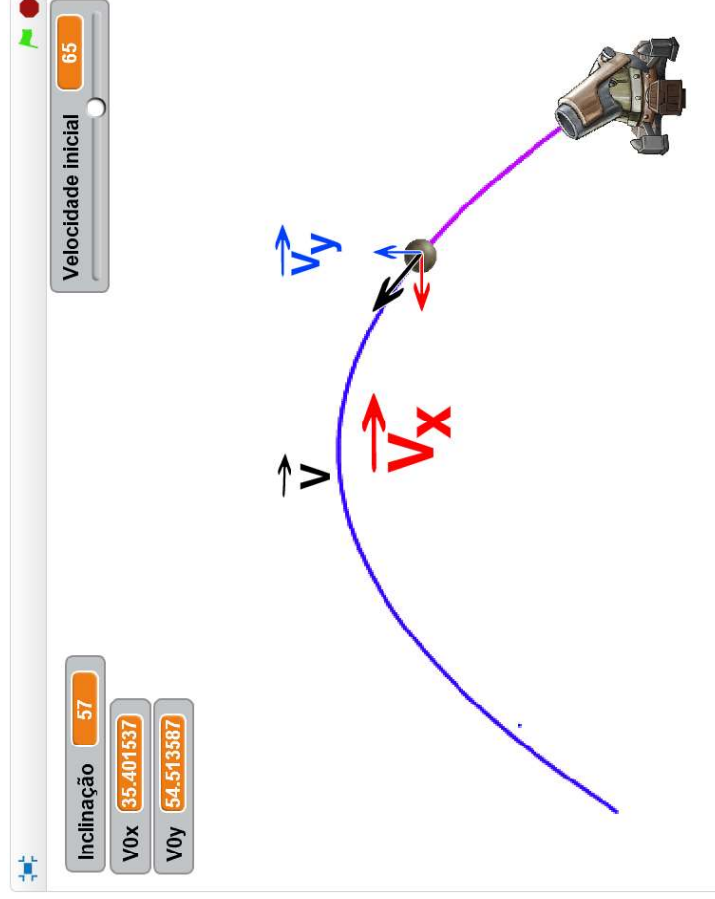 Velocidade inicial 65
Inclinação 57
V0x 35.401537
V0y 54.513587
Vy
V
Vx